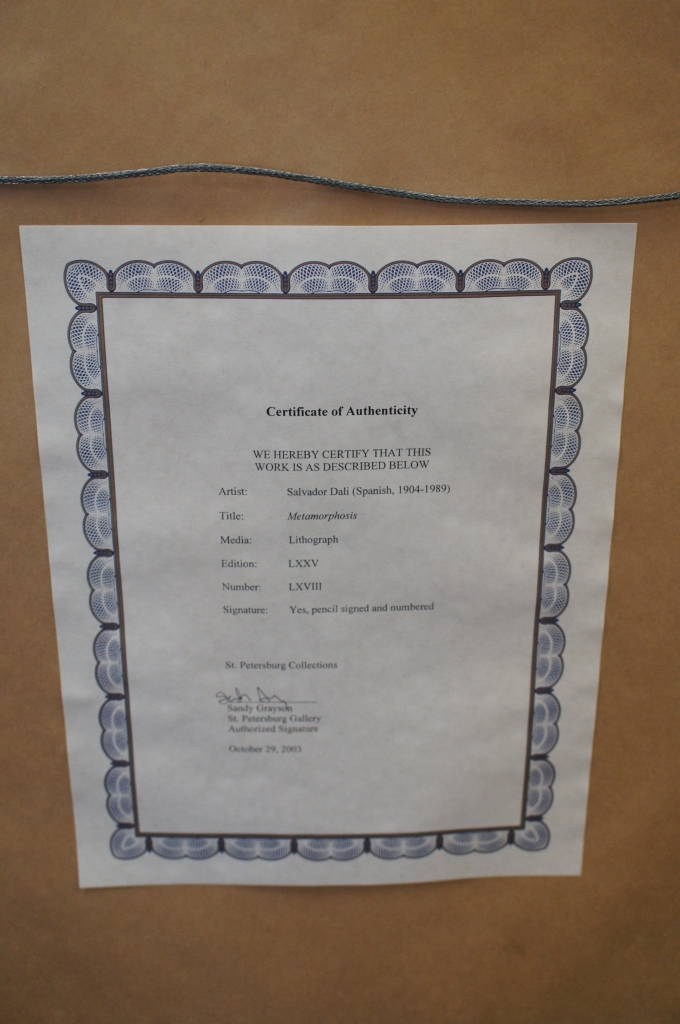 Certificate of Authenticity
WE HEREBY CERTIFY THAT THIS
WORK IS AS DESCRIBED BELOW
Artist: Salvador Dali (Spanish, 1904-1989)
Title: Metamorphosis
Media: Lithograph
Edition: LXXV
Number: LXVIII
Signature: Yes, pencil signed and numbered
St. Petersburg Collections
Sandy Grayson
St. Petersburg Gallery
Authorized Signature
October 29, 2003